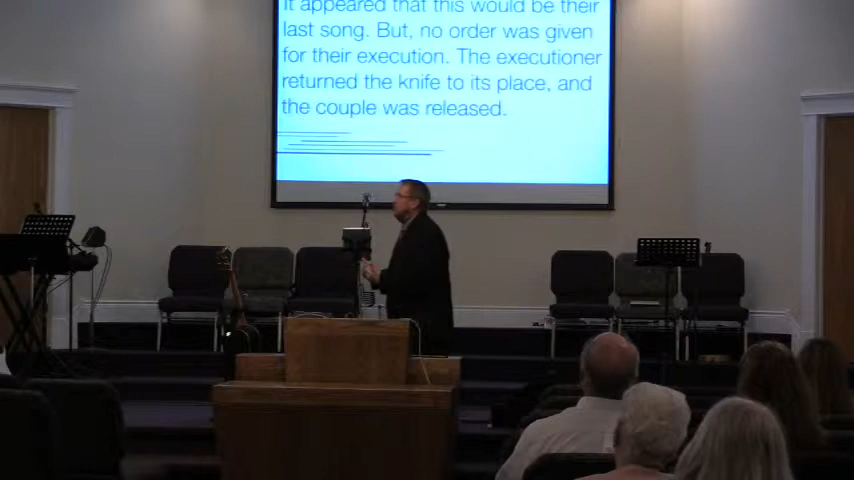 It appeared that this would be their
last song. But, no order was given
for their execution. The executioner
returned the knife to its place, and
the couple was released.